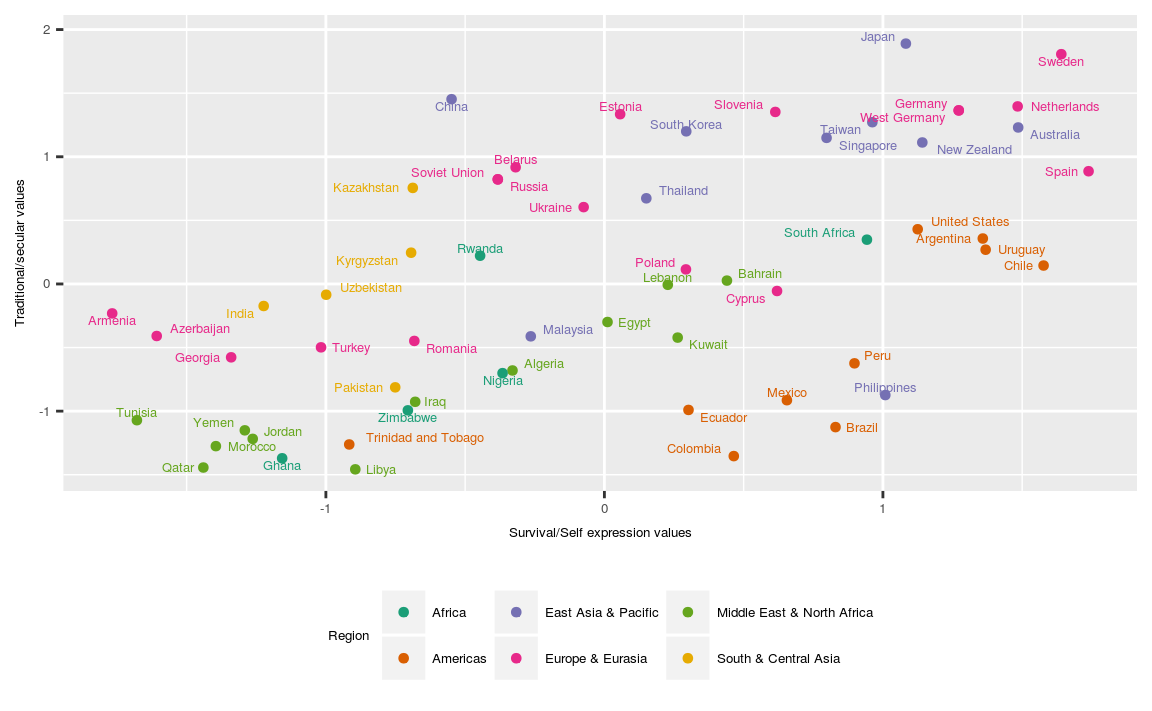 2
Japan
Sweden
China
Estonia
Slovenia
Germany
Netherlands
West Germany
South Korea
Taiwan
Australia
Singapore
New Zealand
1
Belarus
Soviet Union
Spain
Kazakhstan
Russia
Thailand
Ukraine
United States
South Africa
Argentina
Rwanda
Uruguay
Kyrgyzstan
Poland
Chile
Lebanon
Bahrain
0
Uzbekistan
Cyprus
India
Armenia
Egypt
Azerbaijan
Malaysia
Turkey
Romania
Kuwait
Georgia
Peru
Algeria
Nigeria
Pakistan
Philippines
Mexico
Iraq
-1
Tunisia
Zimbabwe
Ecuador
Yemen
Brazil
Jordan
Trinidad and Tobago
Morocco
Colombia
Ghana
Qatar
Libya
Traditional/secular values
-1
0
1
Survival/Self expression values
Region
Africa
East Asia & Pacific
Middle East & North Africa
Americas
Europe & Eurasia
South & Central Asia